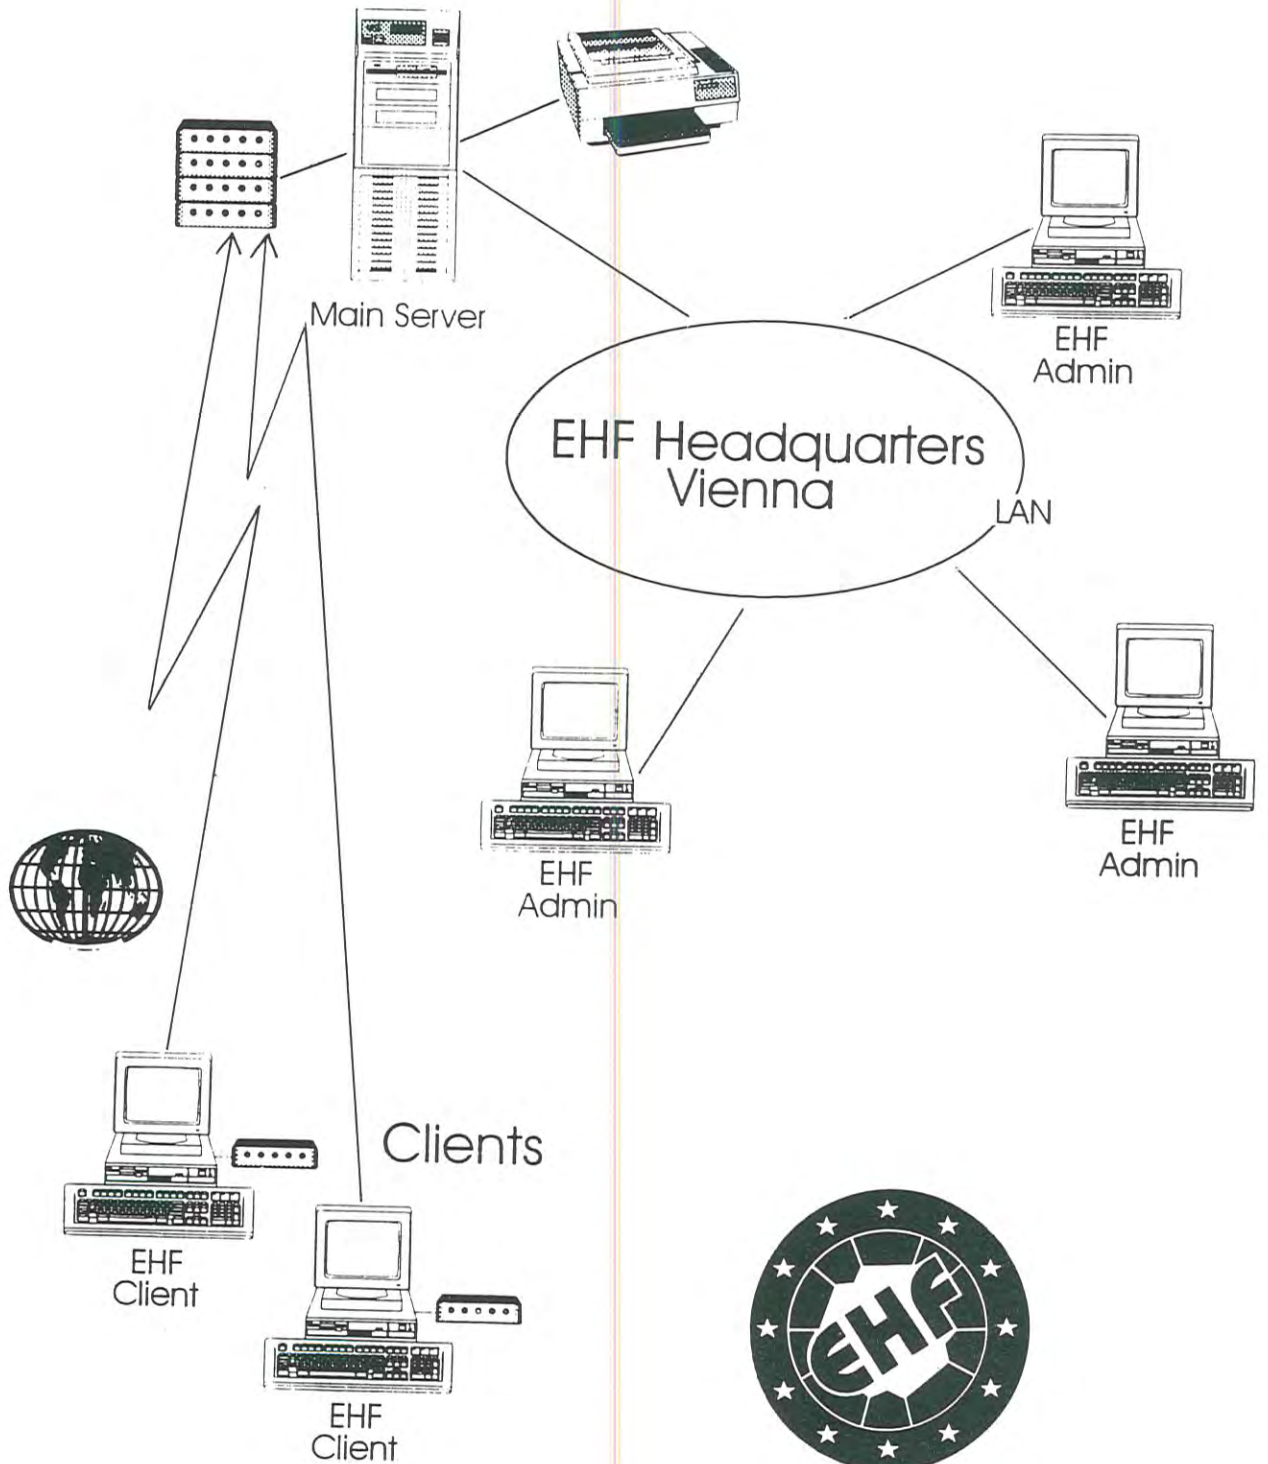 Main Server
EHF
Admin
EHF Headquarters
Vienna
LAN
EHF
Admin
EHF
Admin
Clients
EHF
Client
EHF
Client
EHF